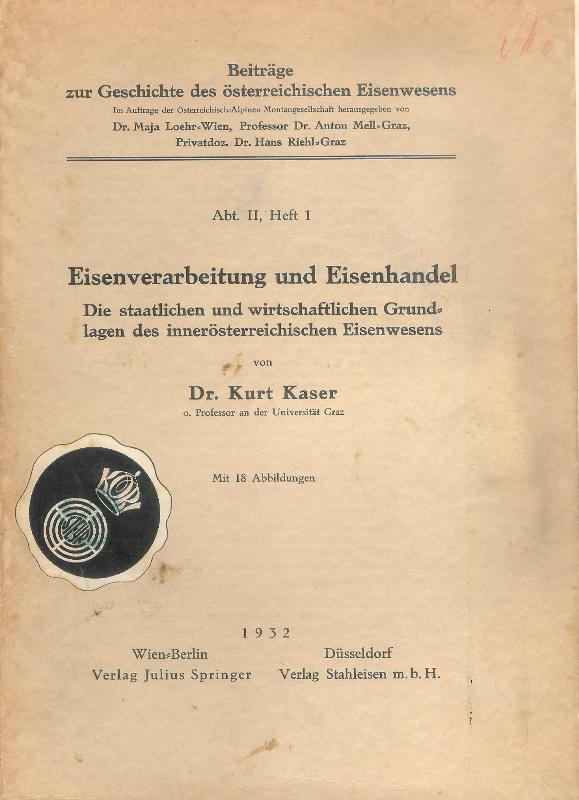 Beiträge
zur Geschichte des österreichischen Eisenwesens
Im Auftrage der Österreichisch-Alpinen Montangesellschaft herausgegeben von
Dr. Maja Loehr-Wien, Professor Dr. Anton Mell-Graz,
Privatdoz. Dr. Hans Riehl-Graz
Abt. II, Heft 1
Eisenverarbeitung und Eisenhandel
Die staatlichen und wirtschaftlichen Grund-
lagen des innerösterreichischen Eisenwesens
von
Dr. Kurt Kaser
o. Professor an der Universität Graz
Mit 18 Abbildungen
1932
Wien-Berlin
Verlag Julius Springer
Düsseldorf
Verlag Stahleisen m. b. H.